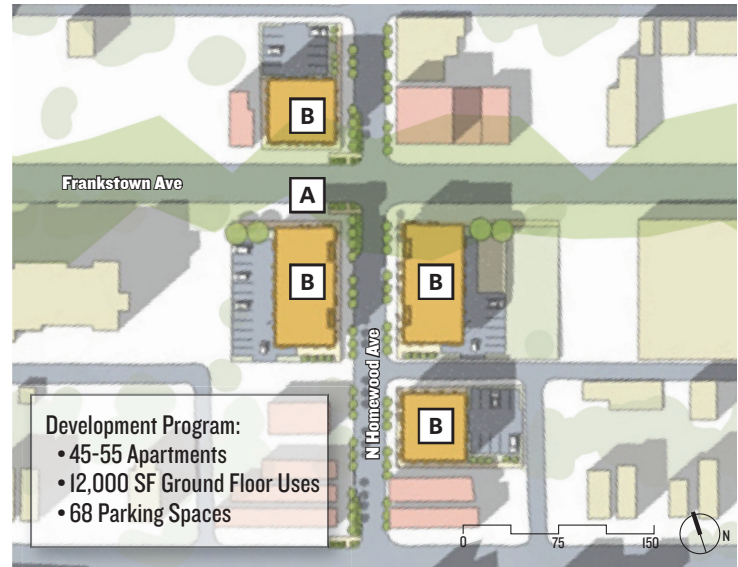 B
Frankstown Ave
A
B
B
N Homewood Ave
B
Development Program:
• 45-55 Apartments
• 12,000 SF Ground Floor Uses
• 68 Parking Spaces
0 75 150
N